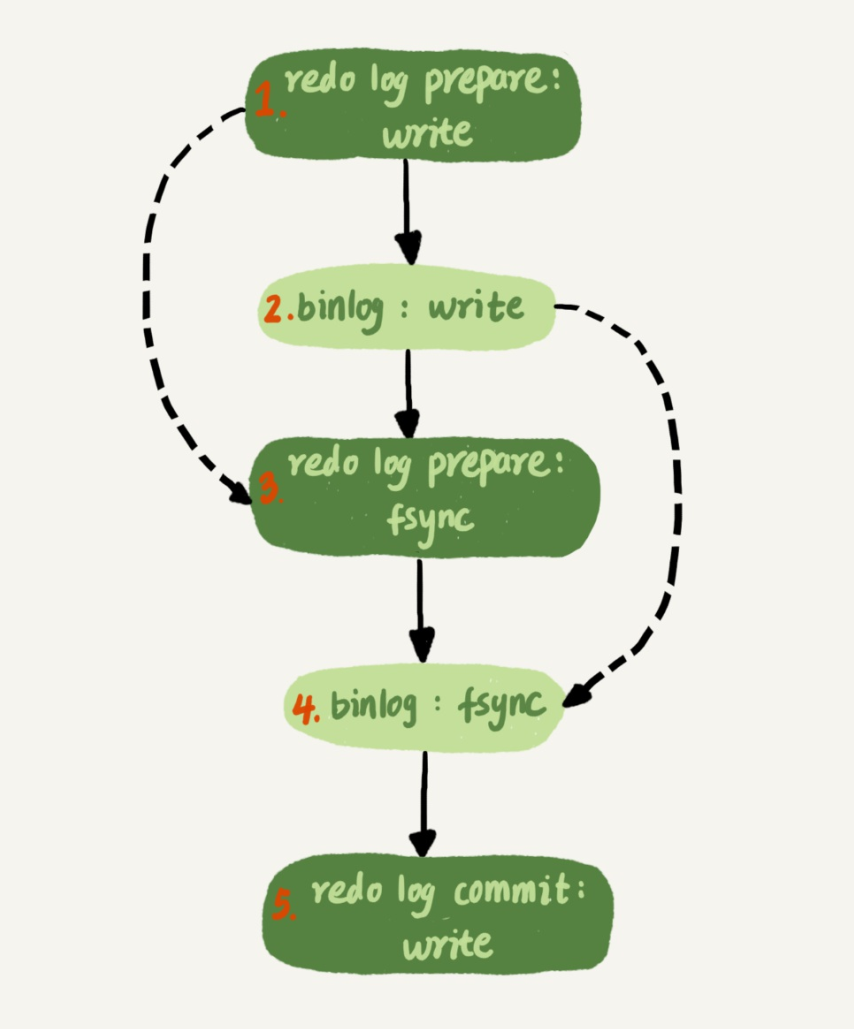 1. redo log prepare:
write
2. binlog : write
3. redo log prepare:
fsync
4. binlog : fsync
5. redo log commit:
write